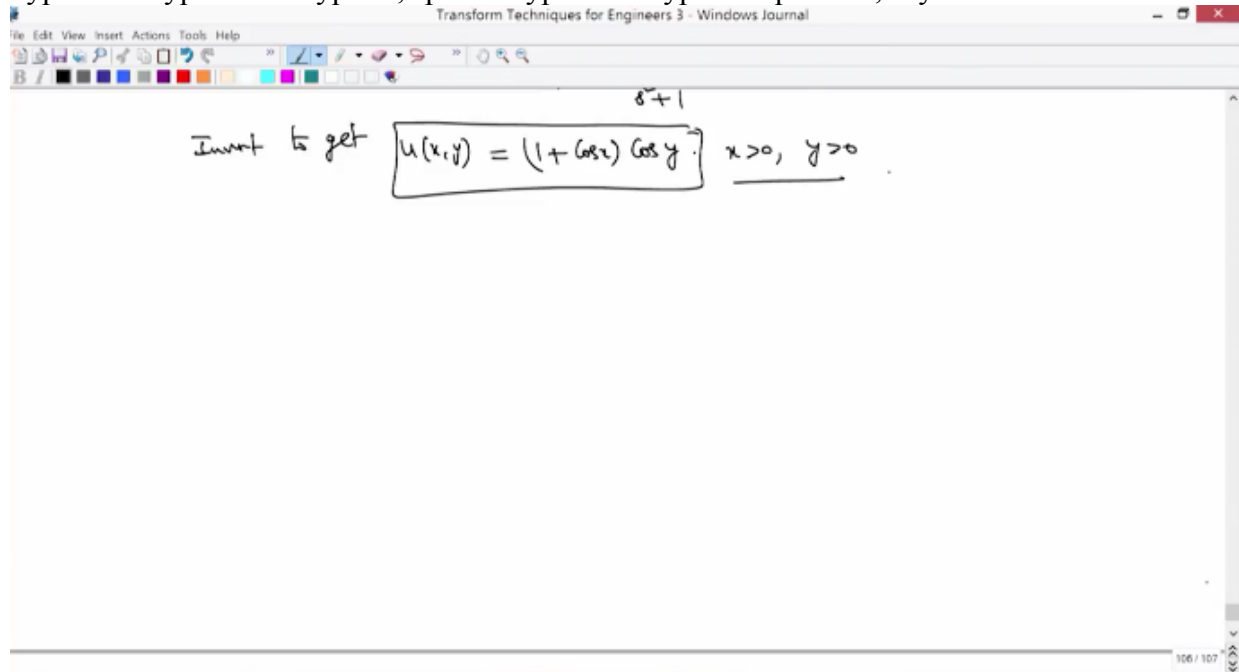 Transform Techniques for Engineers 3 - Windows Journal
File Edit View Insert Actions Tools Help
B I
s²+1
Invert to get u(x,y) = (1+ Cosx) Cos y . x>0, y>0
106 / 107